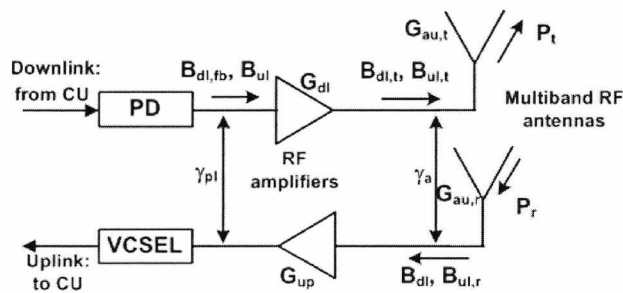 G_au,t
P_t
Downlink:
from CU
B_dl,fb, B_ul
G_dl
B_dl,t, B_ul,t
PD
Multiband RF
antennas
RF
amplifiers
γ_pl
γ_a
G_au,r
P_r
VCSEL
Uplink:
to CU
G_up
B_dl, B_ul,r